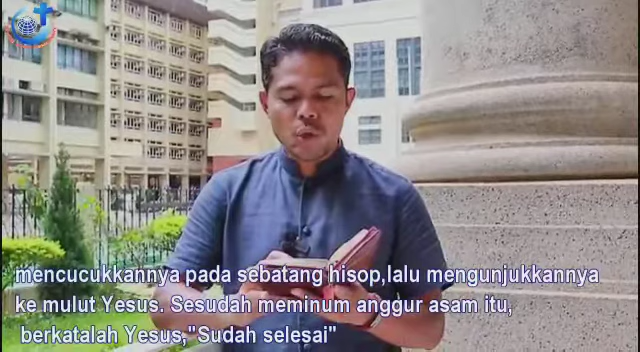 mencucukkannya pada sebatang hisop,lalu mengunjukkannya
ke mulut Yesus. Sesudah meminum anggur asam itu,
berkatalah Yesus,"Sudah selesai"